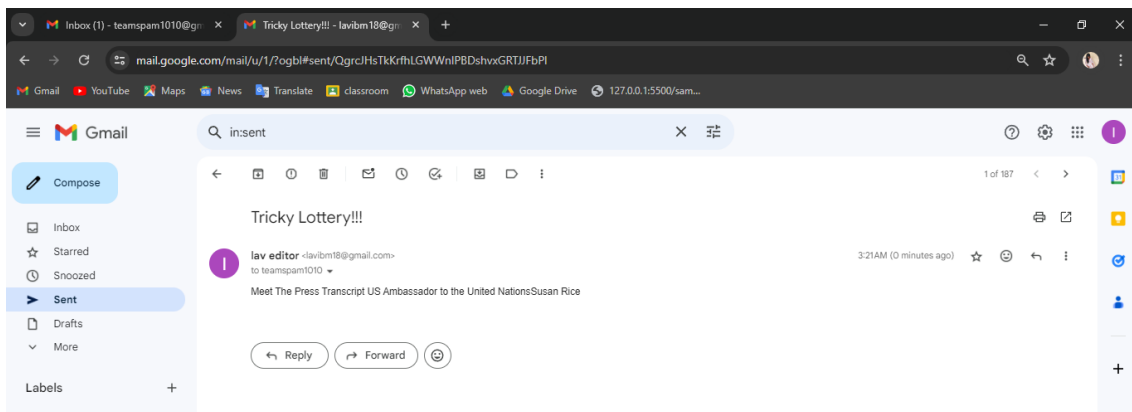 Inbox (1) - teamspam1010@gm
Tricky Lottery!!! - lavibm18@gm
mail.google.com/mail/u/1/?ogbl#sent/QgrcJHsTkKrfhLGWWnlPBDshvxGRTJJFbPl
Gmail YouTube Maps News Translate classroom WhatsApp web Google Drive 127.0.0.1:5500/sam...
Gmail
in:sent
Compose
1 of 187
Inbox
Starred
Snoozed
Sent
Drafts
More
Labels
Tricky Lottery!!!
lav editor <lavibm18@gmail.com>
3:21 AM (0 minutes ago)
to teamspam1010
Meet The Press Transcript US Ambassador to the United NationsSusan Rice
Reply Forward
l
l
31